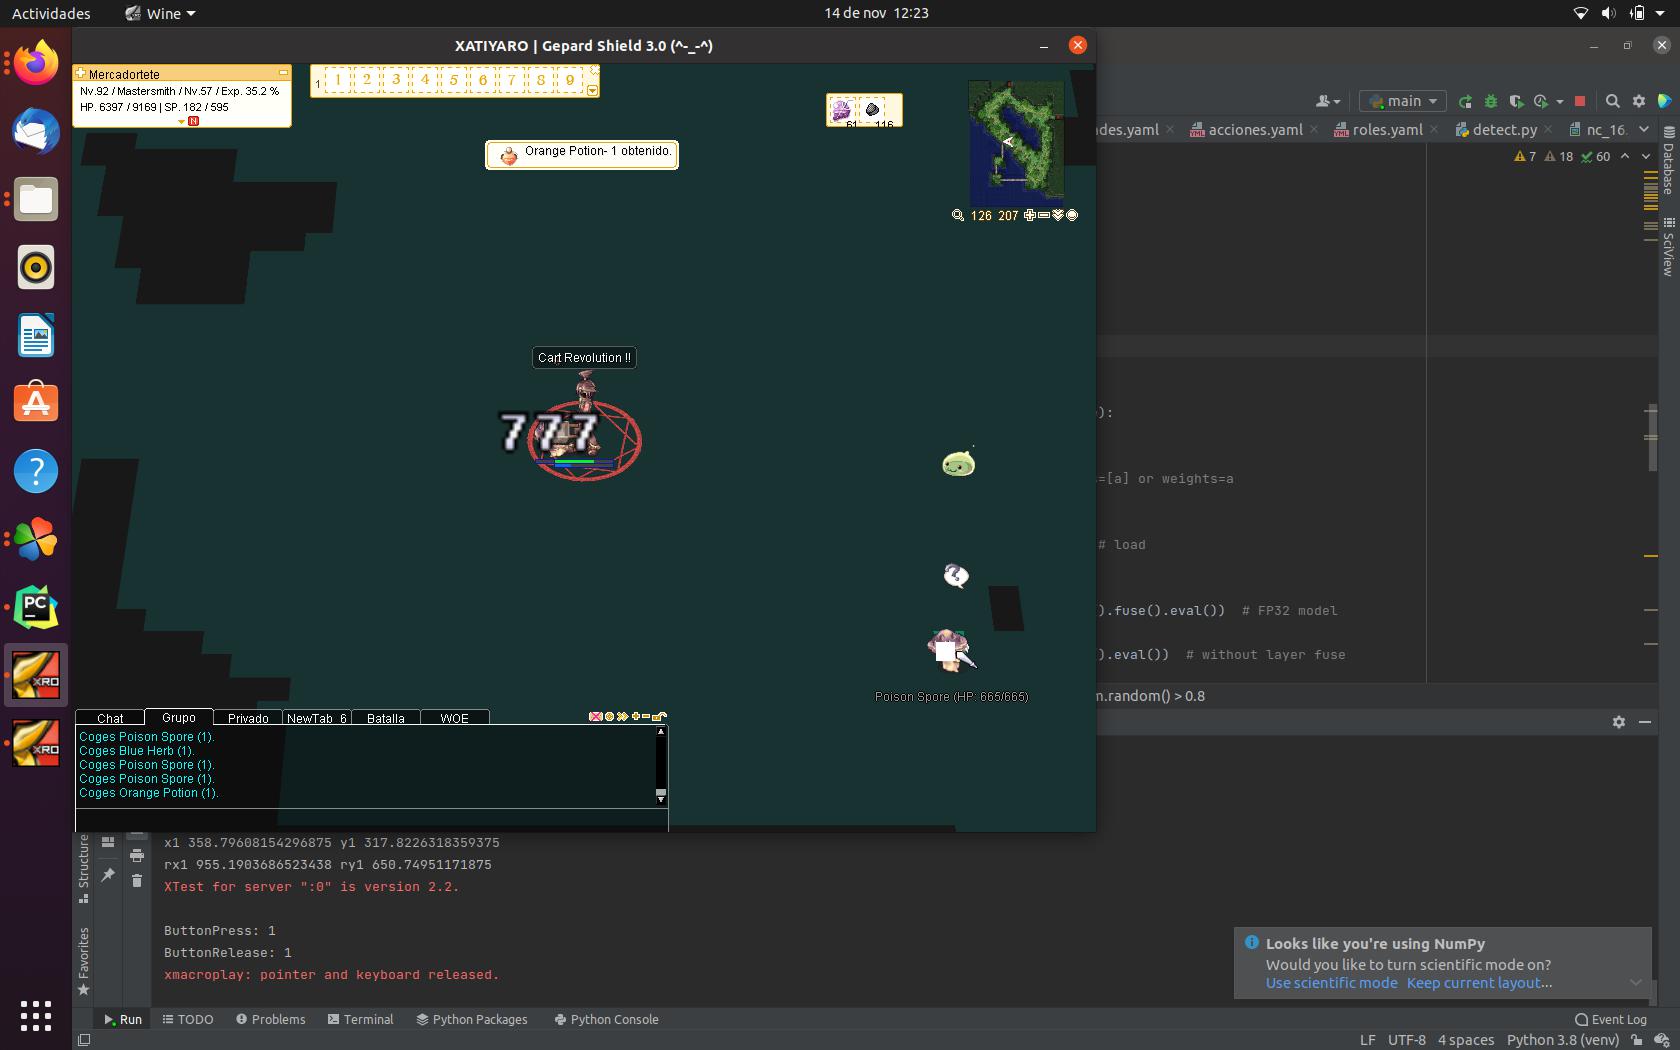 Actividades
Wine
14 de nov 12:23
XATIYARO | Gepard Shield 3.0 (^-_-^)
Mercadortete
Nv.92 / Mastersmith / Nv.57 / Exp. 35.2 %
HP. 6397 / 9169 | SP. 182 / 595
N
1
1 2 3 4 5 6 7 8 9
61 116
Orange Potion- 1 obtenido.
126 207
main
des.yaml
acciones.yaml
roles.yaml
detect.py
nc_16.
7 18 60
Database
SciView
Cart Revolution !!
777
):
=[a] or weights=a
# load
).fuse().eval()) # FP32 model
).eval()) # without layer fuse
m.random() > 0.8
?
Poison Spore (HP: 665/665)
PC
XRO
XRO
Chat
Grupo
Privado
NewTab_6
Batalla
WOE
Coges Poison Spore (1).
Coges Blue Herb (1).
Coges Poison Spore (1).
Coges Poison Spore (1).
Coges Orange Potion (1).
Structure
Favorites
x1 358.79608154296875 y1 317.8226318359375
rx1 955.1903686523438 ry1 650.74951171875
XTest for server ":0" is version 2.2.
ButtonPress: 1
ButtonRelease: 1
xmacroplay: pointer and keyboard released.
Looks like you're using NumPy
Would you like to turn scientific mode on?
Use scientific mode Keep current layout...
Run
TODO
Problems
Terminal
Python Packages
Python Console
Event Log
LF UTF-8 4 spaces Python 3.8 (venv)